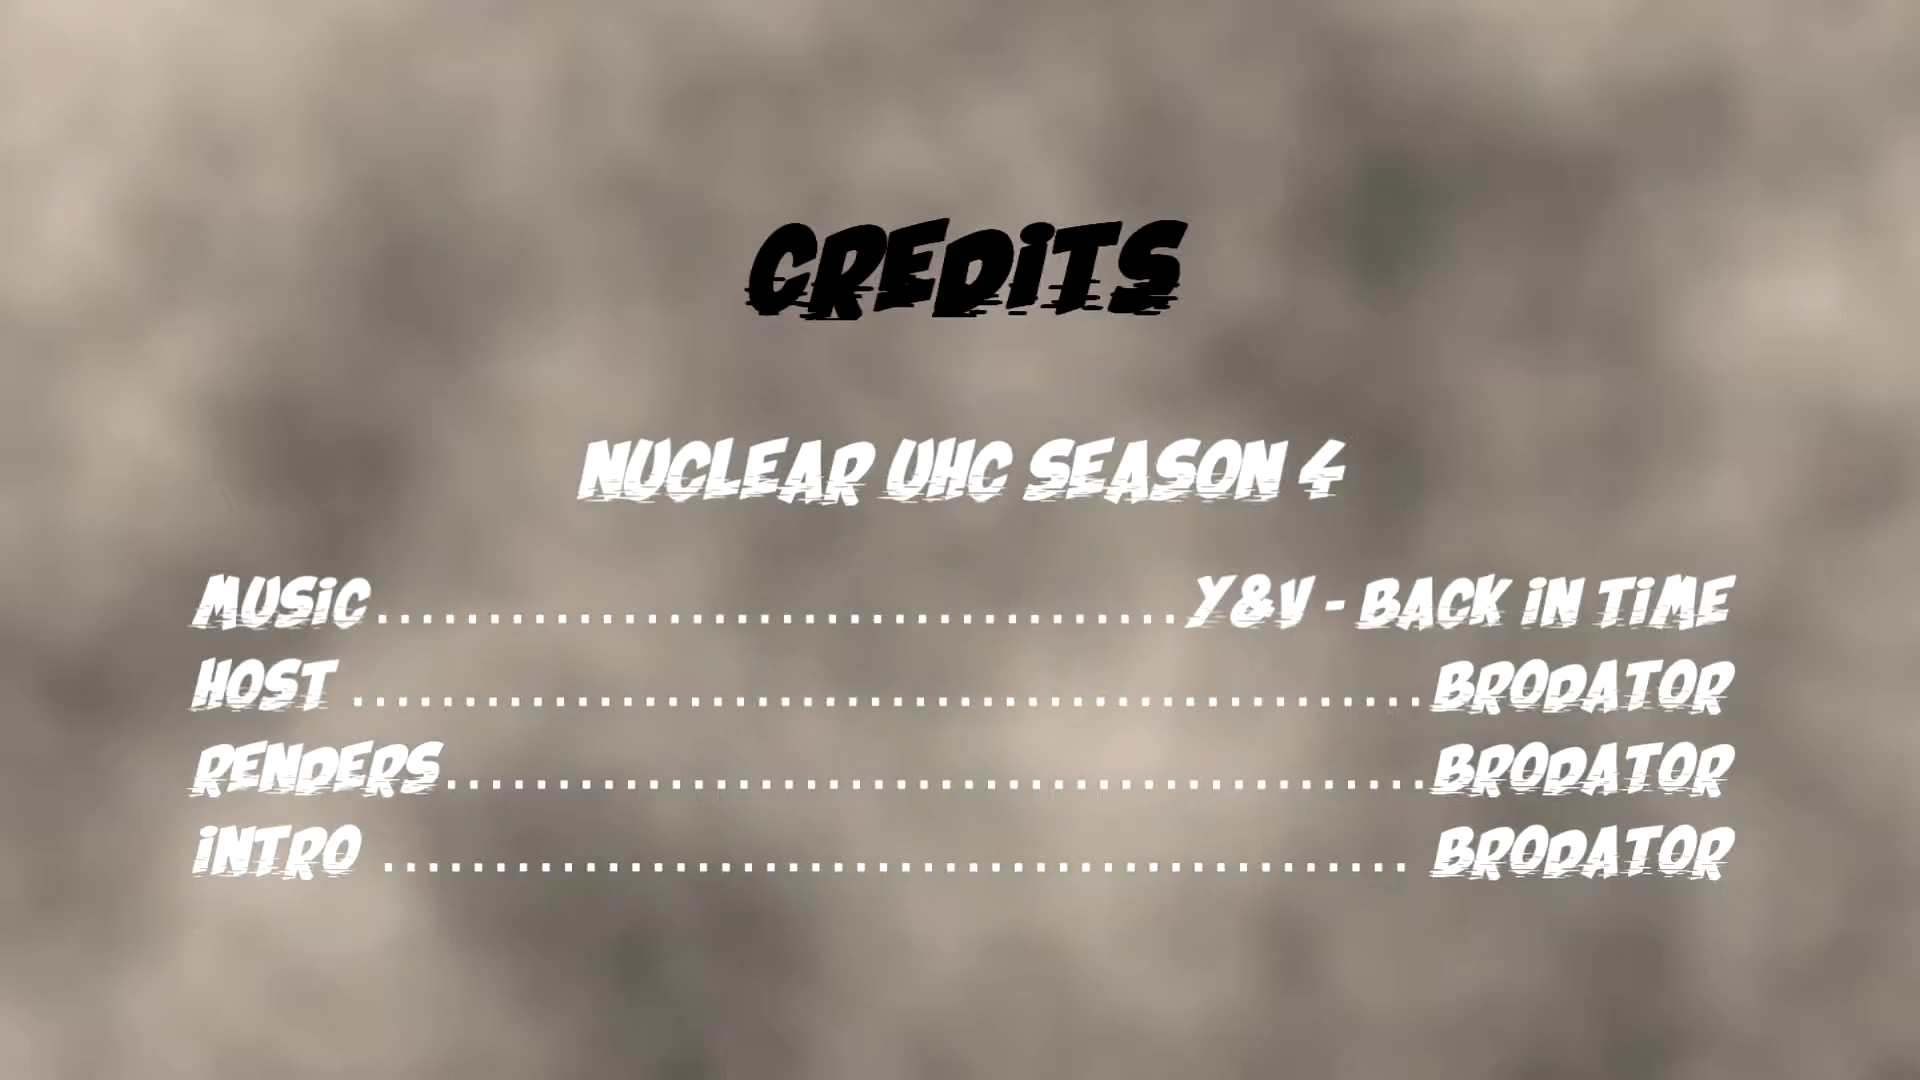 CREDiTS
NUCLEAR UHC SEASON 4
MUSiC...................................Y&V - BACK iN TiME
HOST ...............................................BRODATOR
RENDERS...........................................BRODATOR
iNTRO .............................................. BRODATOR